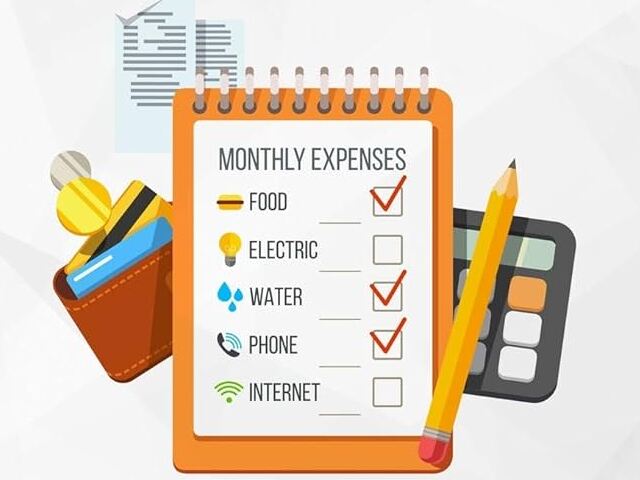 MONTHLY EXPENSES
FOOD
ELECTRIC
WATER
PHONE
INTERNET